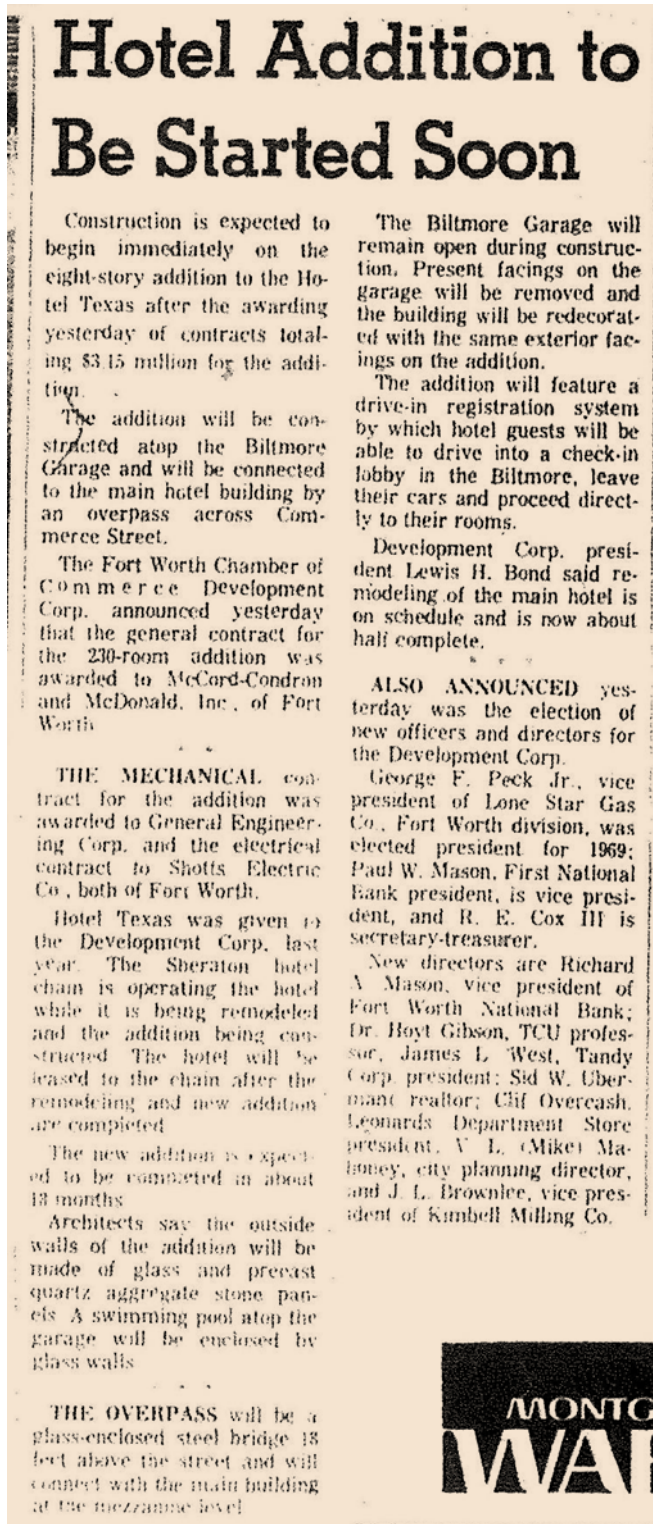 Hotel Addition to
Be Started Soon
Construction is expected to
begin immediately on the
eight-story addition to the Ho-
tel Texas after the awarding
yesterday of contracts total-
ing $3.15 million for the addi-
tion.
The addition will be con-
structed atop the Biltmore
Garage and will be connected
to the main hotel building by
an overpass across Com-
merce Street.
The Fort Worth Chamber of
Commerce Development
Corp. announced yesterday
that the general contract for
the 230-room addition was
awarded to McCord-Condron
and McDonald, Inc., of Fort
Worth
THE MECHANICAL con-
tract for the addition was
awarded to General Engineer-
ing Corp. and the electrical
contract to Shotts Electric
Co., both of Fort Worth.
Hotel Texas was given to
the Development Corp. last
year. The Sheraton hotel
chain is operating the hotel
while it is being remodeled
and the addition being con-
structed. The hotel will be
leased to the chain after the
remodeling and new addition
are completed
The new addition is expect-
ed to be completed in about
18 months
Architects say the outside
walls of the addition will be
made of glass and precast
quartz aggregate stone pan-
els. A swimming pool atop the
garage will be enclosed by
glass walls
THE OVERPASS will be a
glass-enclosed steel bridge 18
feet above the street and will
connect with the main building
at the mezzanine level
The Biltmore Garage will
remain open during construc-
tion. Present facings on the
garage will be removed and
the building will be redecorat-
ed with the same exterior fac-
ings on the addition.
The addition will feature a
drive-in registration system
by which hotel guests will be
able to drive into a check-in
lobby in the Biltmore, leave
their cars and proceed direct-
ly to their rooms.
Development Corp. presi-
dent Lewis H. Bond said re-
modeling of the main hotel is
on schedule and is now about
half complete.
ALSO ANNOUNCED yes-
terday was the election of
new officers and directors for
the Development Corp.
George F. Peck Jr., vice
president of Lone Star Gas
Co., Fort Worth division, was
elected president for 1969;
Paul W. Mason, First National
Bank president, is vice presi-
dent, and R. E. Cox III is
secretary-treasurer.
New directors are Richard
A. Mason, vice president of
Fort Worth National Bank;
Dr. Hoyt Gibson, TCU profes-
sor, James L. West, Tandy
Corp. president; Sid W. Uber-
mant realtor; Clif Overcash,
Leonards Department Store
president, V. L. (Mike) Ma-
honey, city planning director,
and J. L. Brownlee, vice pres-
ident of Kimbell Milling Co.
MONTG
WAR